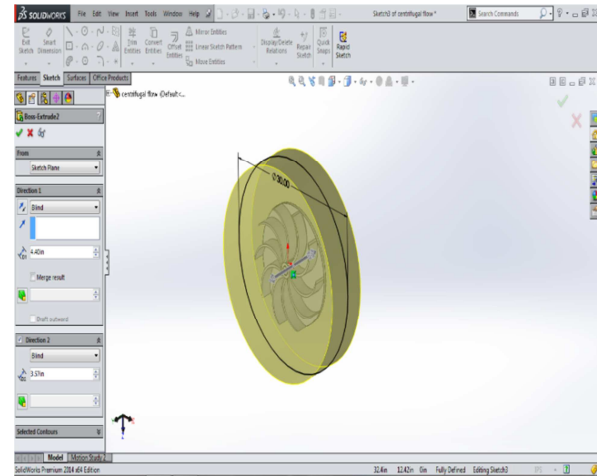 SOLIDWORKS File Edit View Insert Tools Window Help Sketch3 of centrifugal flow * Search Commands
Exit Sketch Smart Dimension Trim Entities Convert Entities Offset Entities Mirror Entities Linear Sketch Pattern Move Entities Display/Delete Relations Repair Sketch Quick Snaps Rapid Sketch
Features Sketch Surfaces Office Products
centrifugal flow (Default<...
Boss-Extrude2
From
Sketch Plane
Direction 1
Blind
4.40in
Merge result
Draft outward
Direction 2
Blind
3.57in
Selected Contours
Model Motion Study
SolidWorks Premium 2014 x64 Edition 12.42in 0in Fully Defined Editing Sketch3 IPS